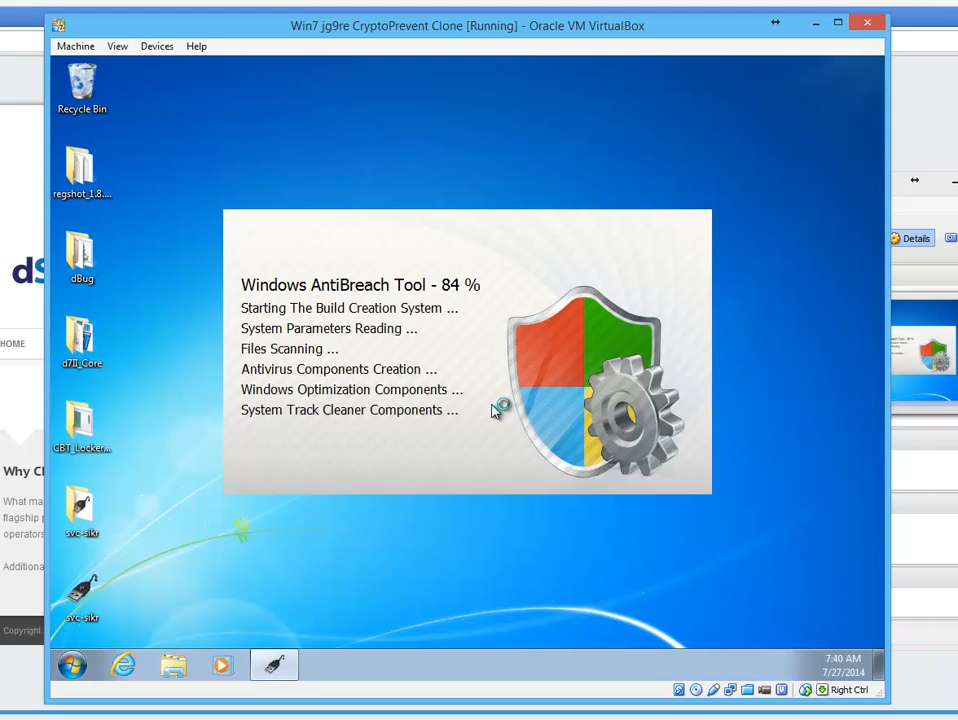 Win7 jg9re CryptoPrevent Clone [Running] - Oracle VM VirtualBox
Machine View Devices Help
Recycle Bin
regshot_1.8....
dBug
d7II_Core
CBT_Locker...
svc-sikr
svc-sikr
Windows AntiBreach Tool - 84 %
Starting The Build Creation System ...
System Parameters Reading ...
Files Scanning ...
Antivirus Components Creation ...
Windows Optimization Components ...
System Track Cleaner Components ...
dS
HOME
Why C
What ma
flagship p
operators
Additiona
Copyright
Details
7:40 AM
7/27/2014
Right Ctrl